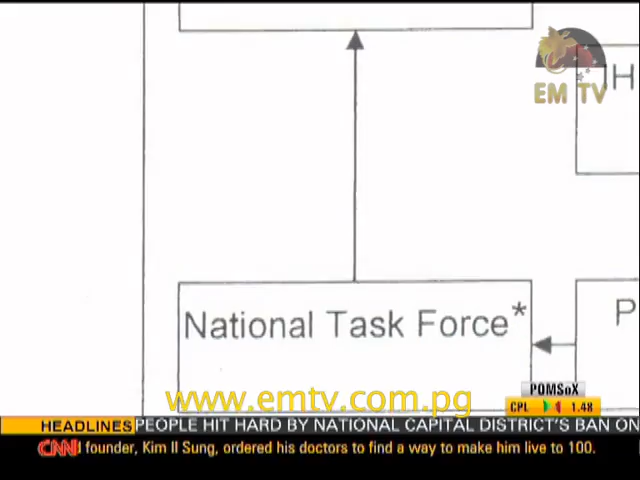 EM TV
IH
National Task Force*
P
www.emtv.com.pg
POMSoX
CPL 1.48
HEADLINES PEOPLE HIT HARD BY NATIONAL CAPITAL DISTRICT'S BAN ON
CNN founder, Kim Il Sung, ordered his doctors to find a way to make him live to 100.